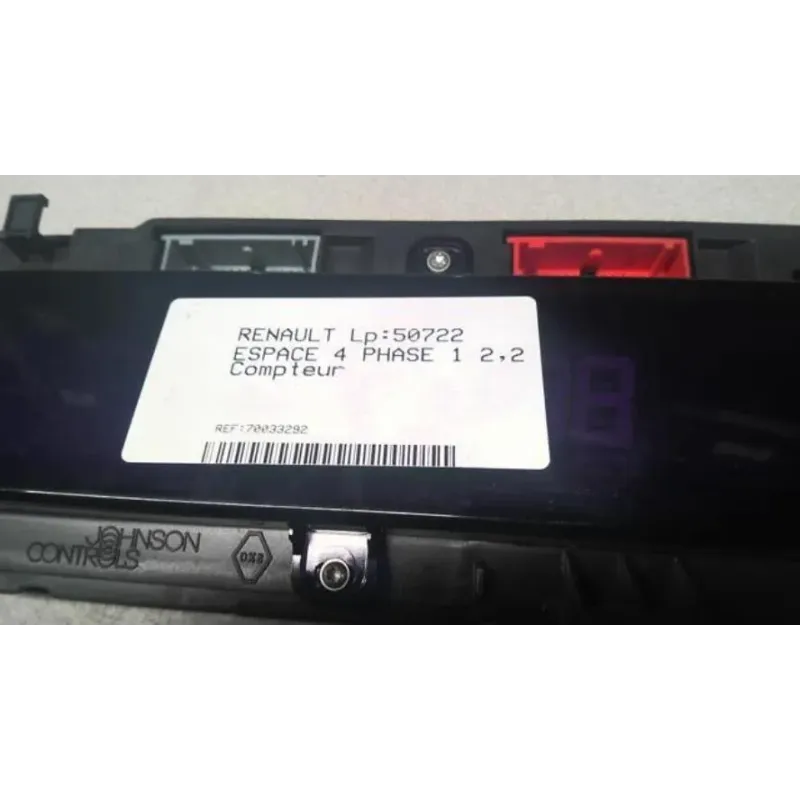 RENAULT Lp:50722
ESPACE 4 PHASE 1 2,2
Compteur
REF:70033292
JOHNSON
CONTROLS